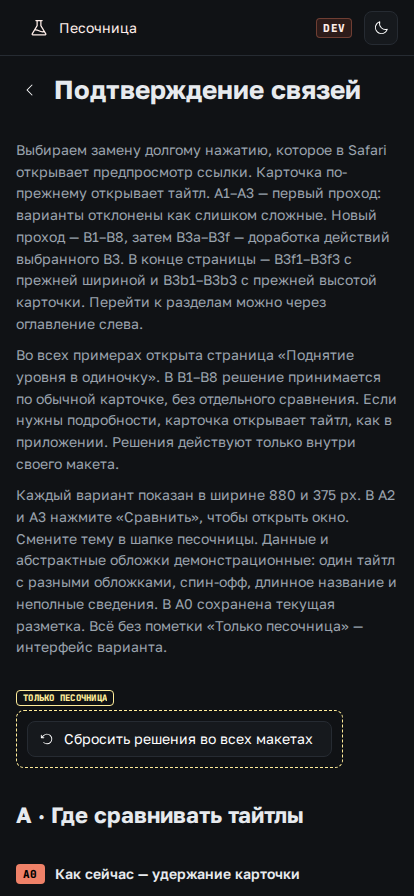 Песочница
DEV
Подтверждение связей
Выбираем замену долгому нажатию, которое в Safari
открывает предпросмотр ссылки. Карточка по-
прежнему открывает тайтл. A1–A3 — первый проход:
варианты отклонены как слишком сложные. Новый
проход — B1–B8, затем B3a–B3f — доработка действий
выбранного B3. В конце страницы — B3f1–B3f3 с
прежней шириной и B3b1–B3b3 с прежней высотой
карточки. Перейти к разделам можно через
оглавление слева.
Во всех примерах открыта страница «Поднятие
уровня в одиночку». В B1–B8 решение принимается
по обычной карточке, без отдельного сравнения. Если
нужны подробности, карточка открывает тайтл, как в
приложении. Решения действуют только внутри
своего макета.
Каждый вариант показан в ширине 880 и 375 px. В A2
и A3 нажмите «Сравнить», чтобы открыть окно.
Смените тему в шапке песочницы. Данные и
абстрактные обложки демонстрационные: один тайтл
с разными обложками, спин-офф, длинное название и
неполные сведения. В A0 сохранена текущая
разметка. Всё без пометки «Только песочница» —
интерфейс варианта.
ТОЛЬКО ПЕСОЧНИЦА
Сбросить решения во всех макетах
A · Где сравнивать тайтлы
A0 Как сейчас — удержание карточки